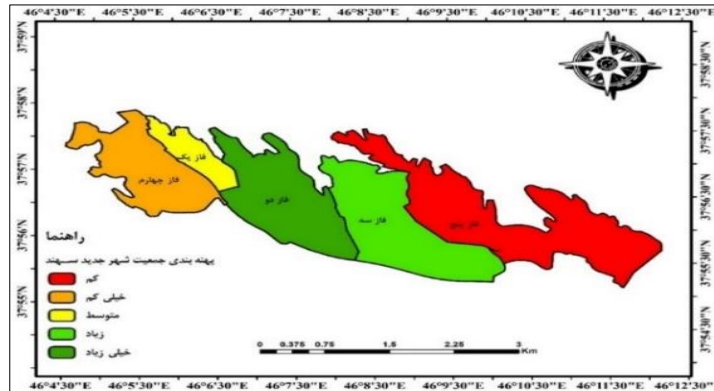 46°4'30"E 46°5'30"E 46°6'30"E 46°7'30"E 46°8'30"E 46°9'30"E 46°10'30"E 46°11'30"E 46°12'30"E
37°59'N
37°58'30"N
37°58'N
37°57'30"N
37°57'N
37°56'30"N
37°56'N
37°55'30"N
37°55'N
37°54'30"N
فاز یک
فاز چهارم
فاز دو
فاز سه
فاز پنج
راهنما
پهنه بندی جمعیت شهر جدید سهند
کم
خیلی کم
متوسط
زیاد
خیلی زیاد
0 0.375 0.75 1.5 2.25 3
Km
46°4'30"E 46°5'30"E 46°6'30"E 46°7'30"E 46°8'30"E 46°9'30"E 46°10'30"E 46°11'30"E 46°12'30"E